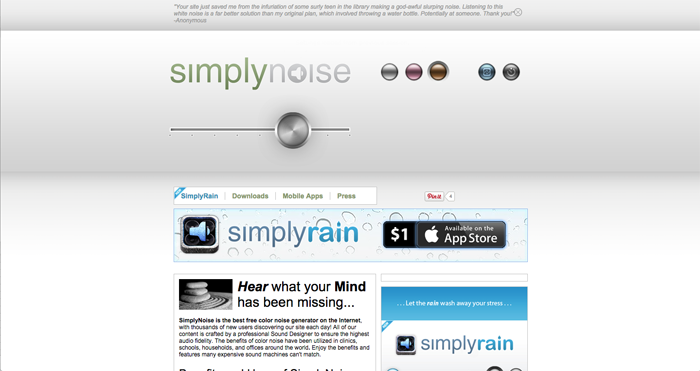 "Your site just saved me from the infuriation of some surly teen in the library making a god-awful slurping noise. Listening to this
white noise is a far better solution than my original plan, which involved throwing a water bottle. Potentially at someone. Thank you!"
-Anonymous
simplynoise
SimplyRain
Downloads
Mobile Apps
Press
Pin it
4
simplyrain
$1
Available on the
App Store
Hear what your Mind
has been missing...
SimplyNoise is the best free color noise generator on the Internet,
with thousands of new users discovering our site each day! All of our
content is crafted by a professional Sound Designer to ensure the highest
audio fidelity. The benefits of color noise have been utilized in clinics,
schools, households, and offices around the world. Enjoy the benefits and
features many expensive sound machines can't match.
. . . Let the rain wash away your stress . . .
simplyrain